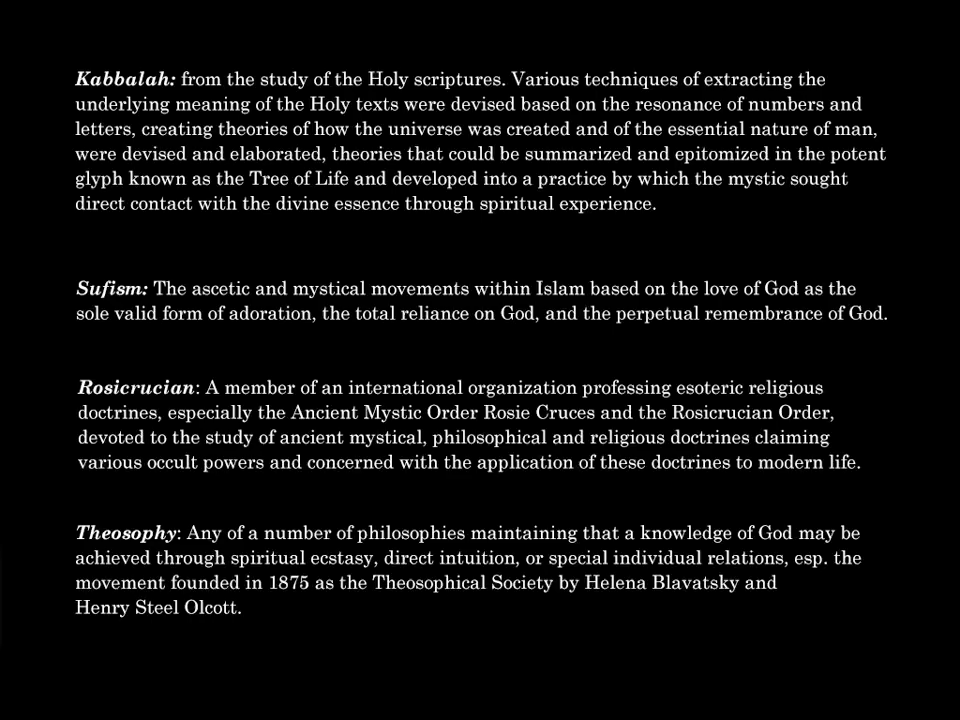 Kabbalah: from the study of the Holy scriptures. Various techniques of extracting the
underlying meaning of the Holy texts were devised based on the resonance of numbers and
letters, creating theories of how the universe was created and of the essential nature of man,
were devised and elaborated, theories that could be summarized and epitomized in the potent
glyph known as the Tree of Life and developed into a practice by which the mystic sought
direct contact with the divine essence through spiritual experience.
Sufism: The ascetic and mystical movements within Islam based on the love of God as the
sole valid form of adoration, the total reliance on God, and the perpetual remembrance of God.
Rosicrucian: A member of an international organization professing esoteric religious
doctrines, especially the Ancient Mystic Order Rosie Cruces and the Rosicrucian Order,
devoted to the study of ancient mystical, philosophical and religious doctrines claiming
various occult powers and concerned with the application of these doctrines to modern life.
Theosophy: Any of a number of philosophies maintaining that a knowledge of God may be
achieved through spiritual ecstasy, direct intuition, or special individual relations, esp. the
movement founded in 1875 as the Theosophical Society by Helena Blavatsky and
Henry Steel Olcott.